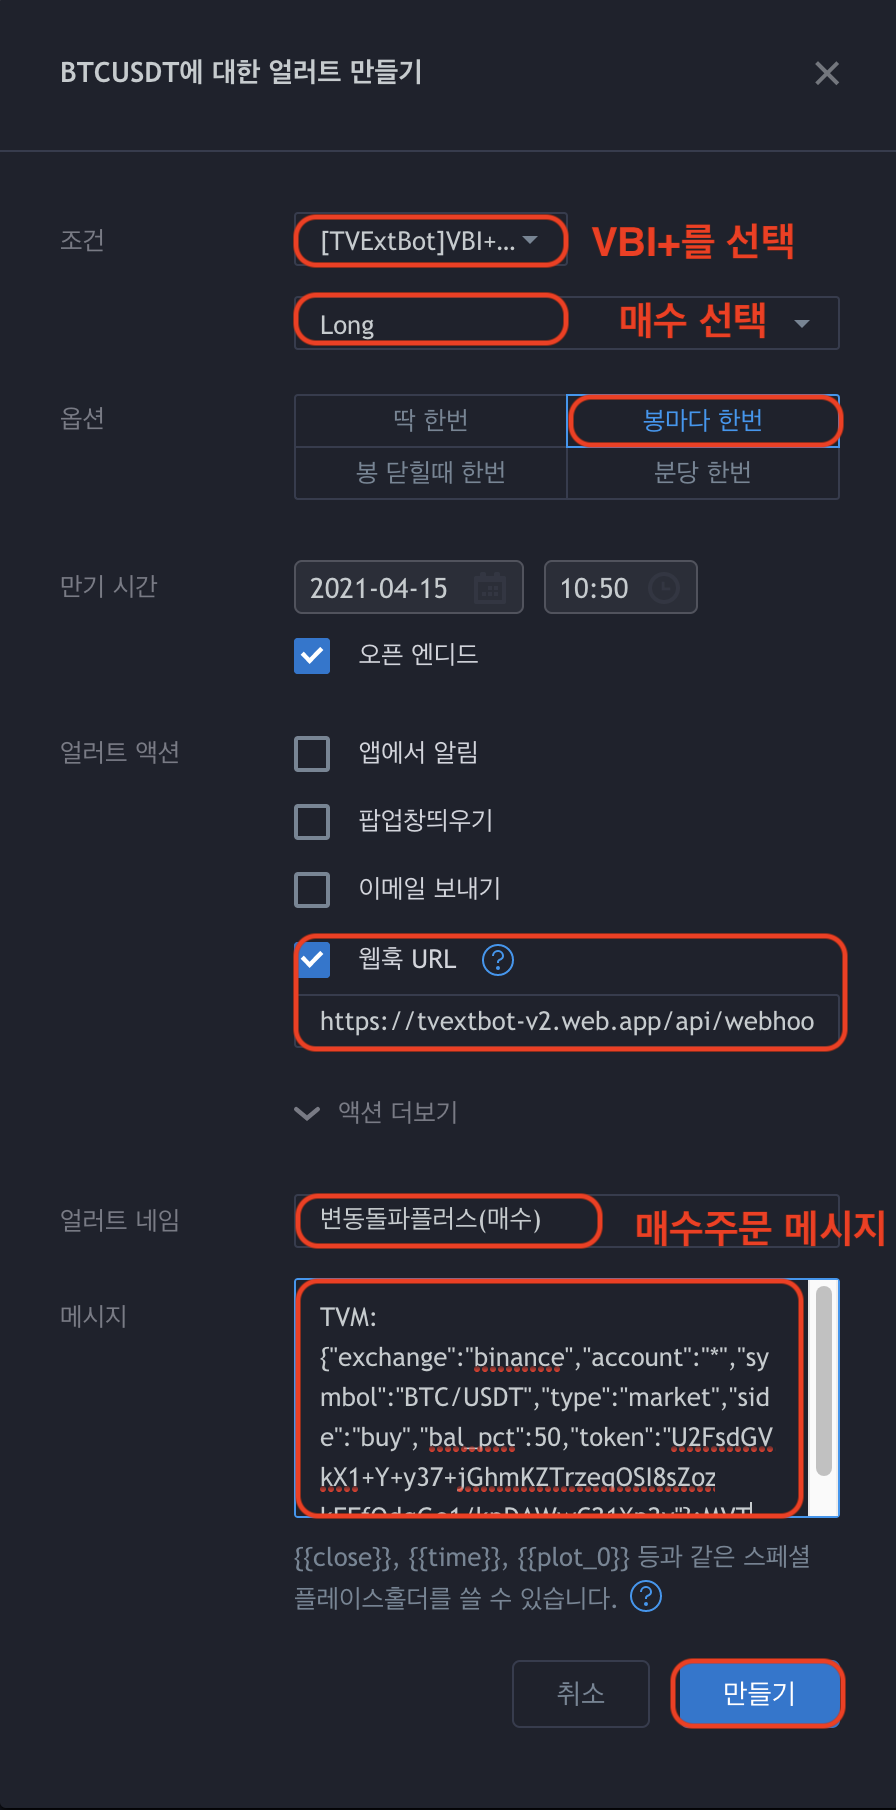 BTCUSDT에 대한 얼러트 만들기
조건
[TVExtBot]VBI+...
VBI+를 선택
Long
매수 선택
옵션
딱 한번
봉마다 한번
봉 닫힐때 한번
분당 한번
만기 시간
2021-04-15
10:50
오픈 엔디드
얼러트 액션
앱에서 알림
팝업창띄우기
이메일 보내기
웹훅 URL
https://tvextbot-v2.web.app/api/webhoo
액션 더보기
얼러트 네임
변동돌파플러스(매수)
매수주문 메시지
메시지
TVM:
{"exchange":"binance","account":"*","sy
mbol":"BTC/USDT","type":"market","sid
e":"buy","bal_pct":50,"token":"U2FsdGV
kX1+Y+y37+jGhmKZTrzeqOSI8sZoz
{{close}}, {{time}}, {{plot_0}} 등과 같은 스페셜
플레이스홀더를 쓸 수 있습니다.
취소
만들기